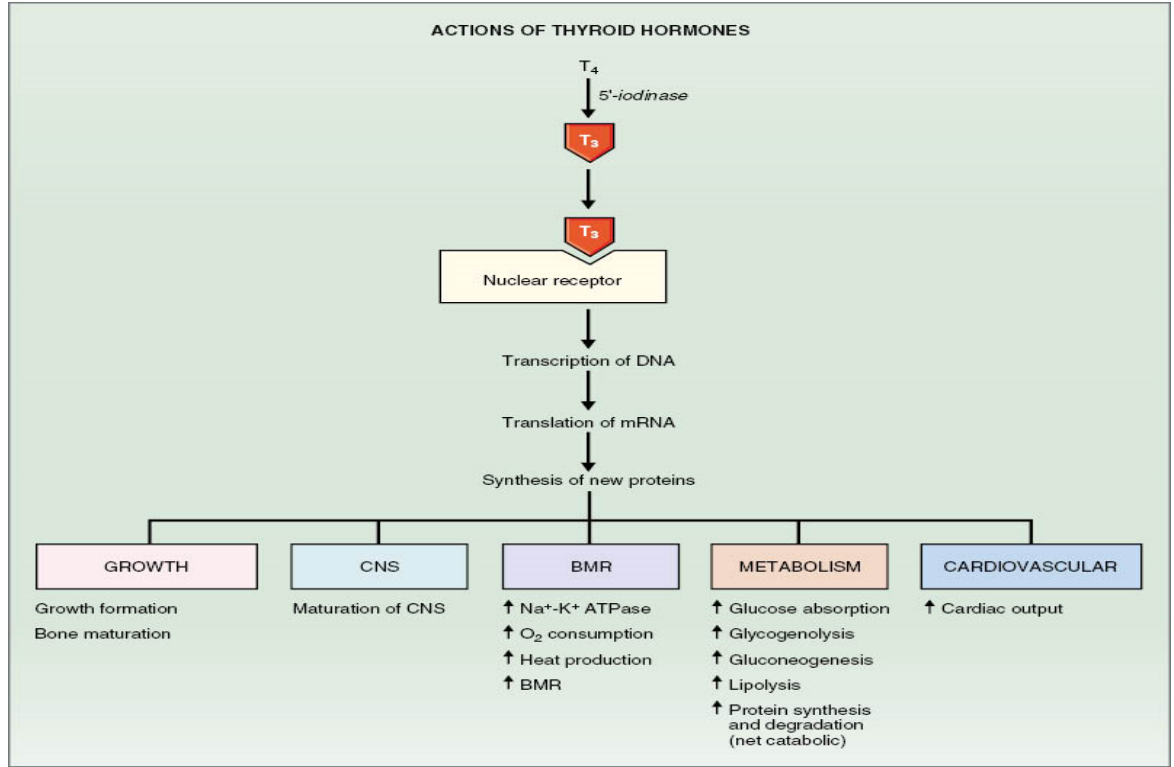 ACTIONS OF THYROID HORMONES
T₄
5'-iodinase
T₃
T₃
Nuclear receptor
Transcription of DNA
Translation of mRNA
Synthesis of new proteins
GROWTH
Growth formation
Bone maturation
CNS
Maturation of CNS
BMR
↑ Na⁺-K⁺ ATPase
↑ O₂ consumption
↑ Heat production
↑ BMR
METABOLISM
↑ Glucose absorption
↑ Glycogenolysis
↑ Gluconeogenesis
↑ Lipolysis
↑ Protein synthesis
and degradation
(net catabolic)
CARDIOVASCULAR
↑ Cardiac output